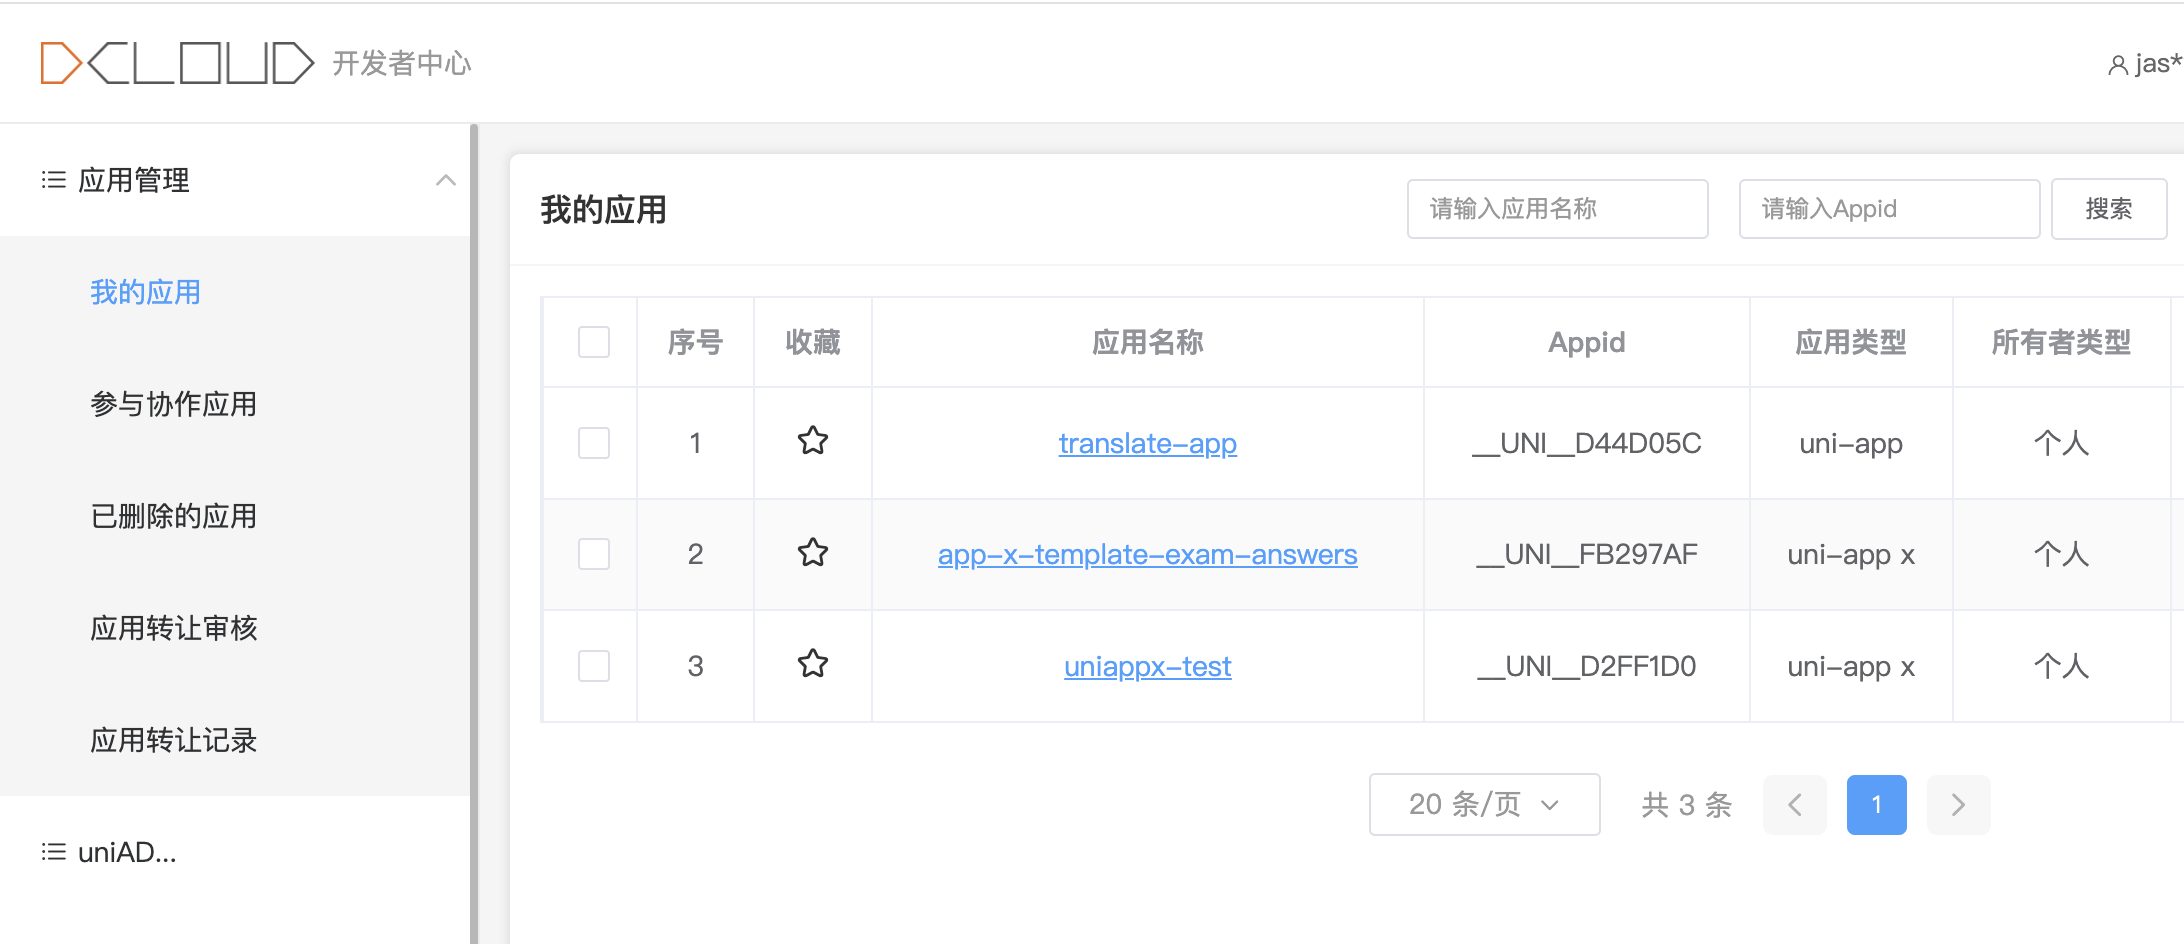 DCLOUD 开发者中心
jas*
应用管理
我的应用
参与协作应用
已删除的应用
应用转让审核
应用转让记录
uniAD...
我的应用 请输入应用名称 请输入Appid 搜索
序号 收藏 应用名称 Appid 应用类型 所有者类型
1 translate-app __UNI__D44D05C uni-app 个人
2 app-x-template-exam-answers __UNI__FB297AF uni-app x 个人
3 uniappx-test __UNI__D2FF1D0 uni-app x 个人
20 条/页 共 3 条 1